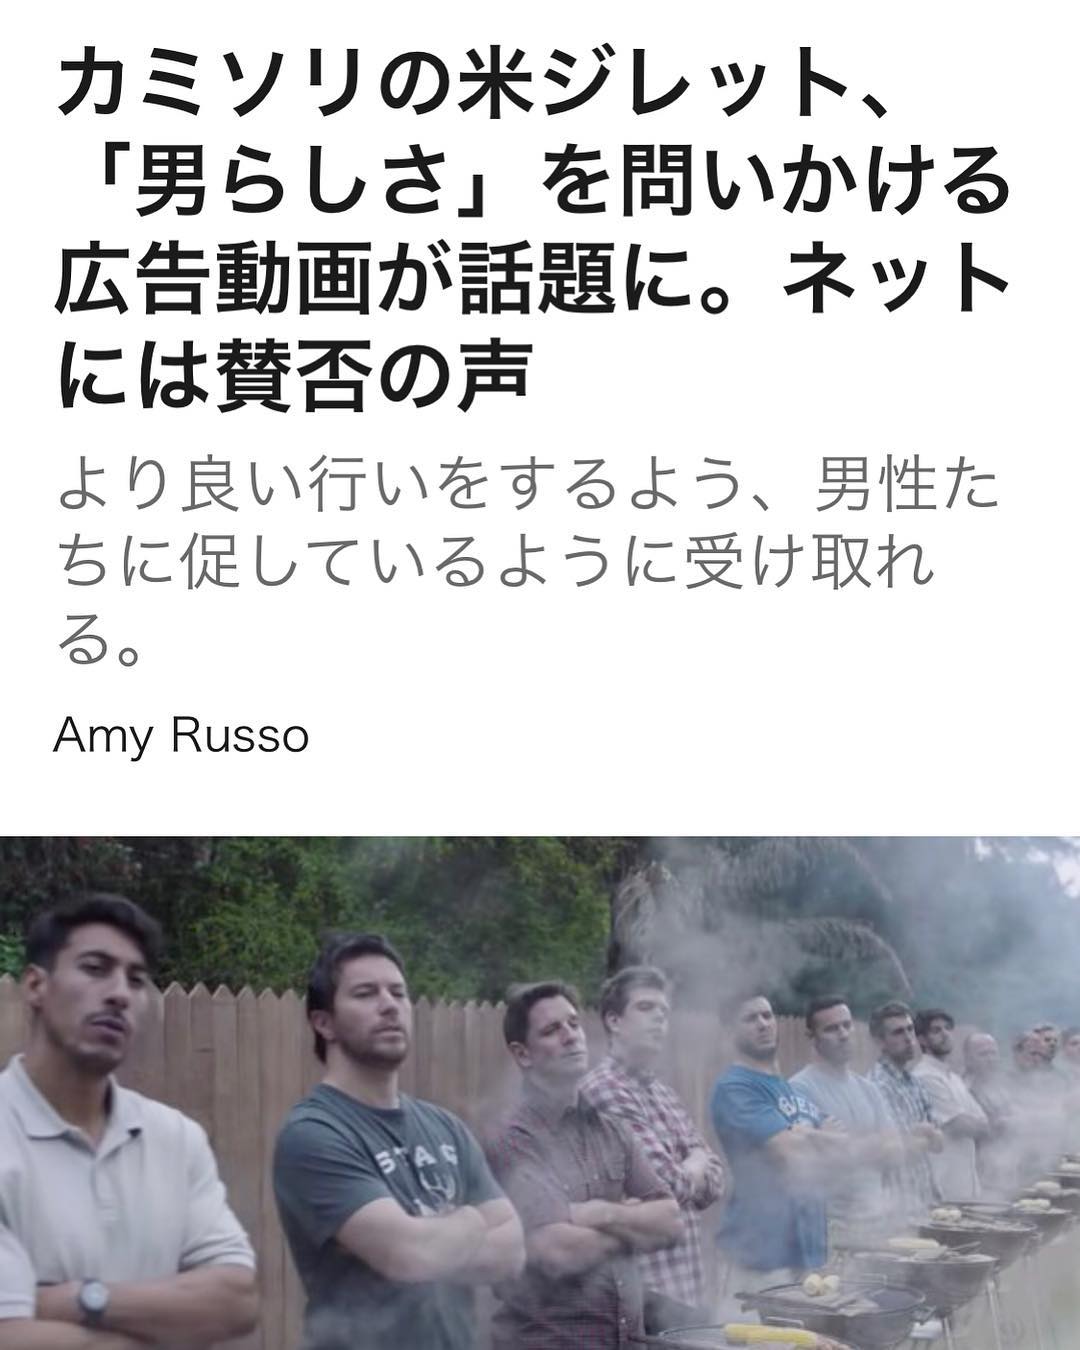 カミソリの米ジレット、
「男らしさ」を問いかける
広告動画が話題に。ネット
には賛否の声
より良い行いをするよう、男性た
ちに促しているように受け取れ
る。
Amy Russo